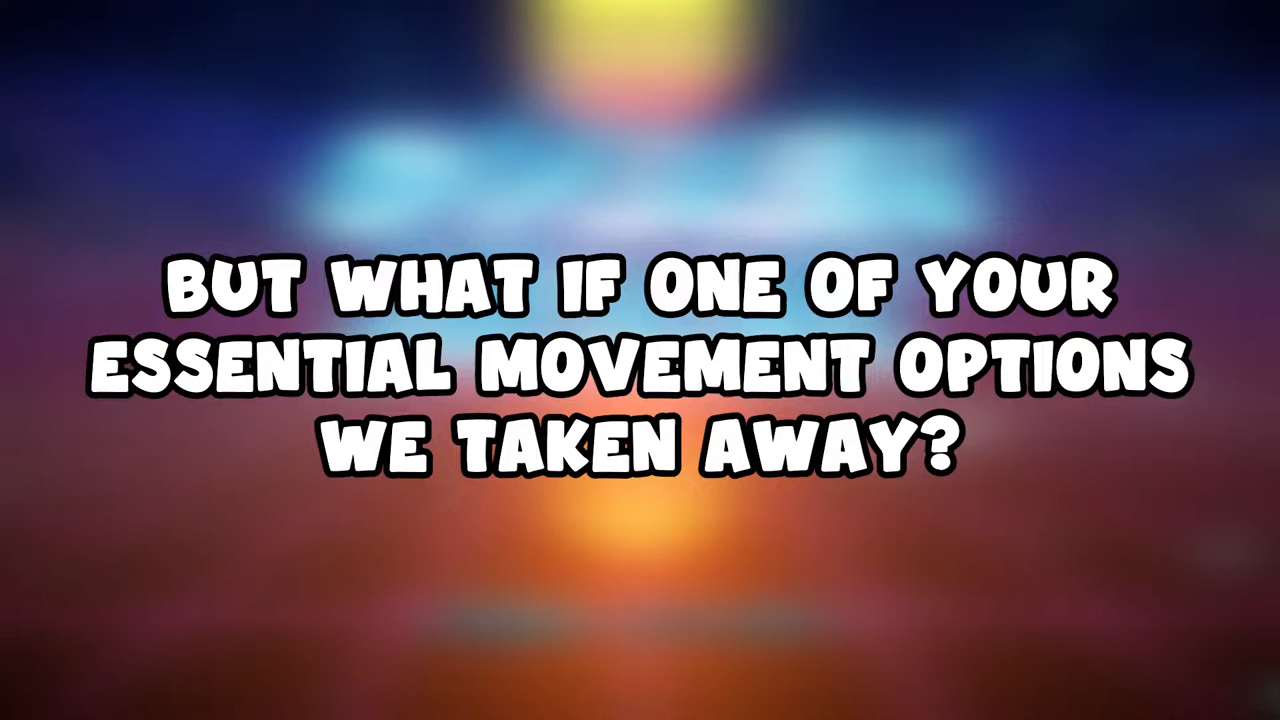 BUT WHAT IF ONE OF YOUR
ESSENTIAL MOVEMENT OPTIONS
WE TAKEN AWAY?